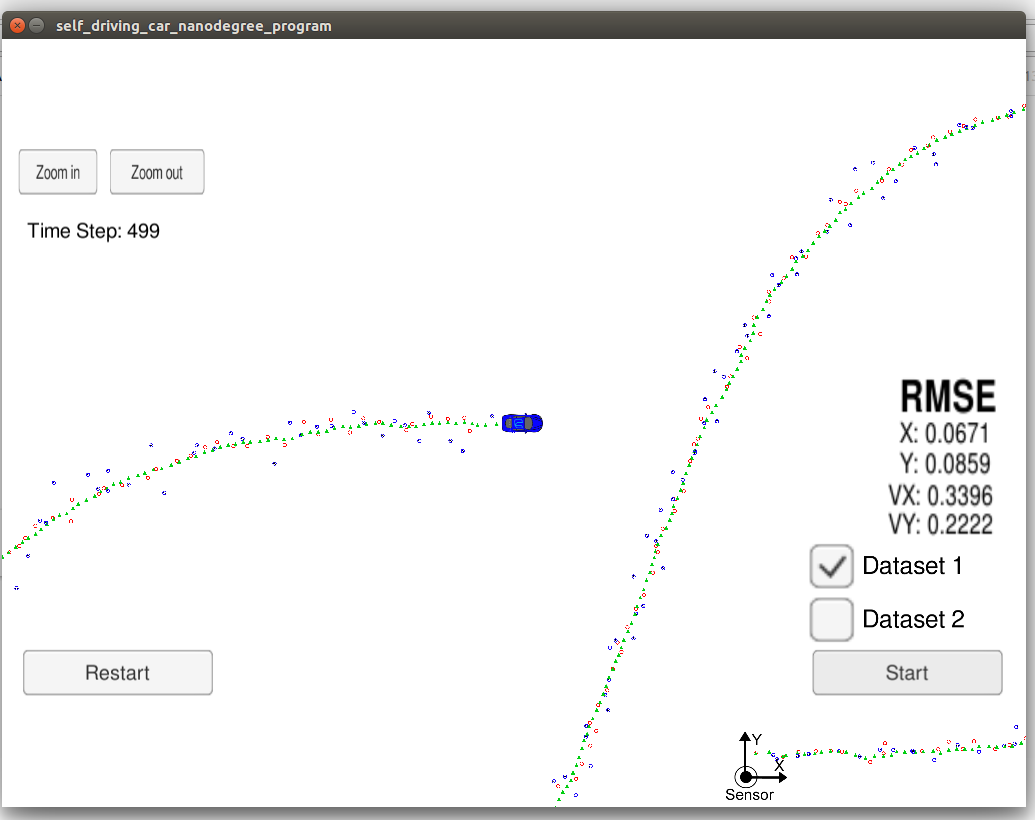 self_driving_car_nanodegree_program
Zoom in
Zoom out
Time Step: 499
RMSE
X: 0.0671
Y: 0.0859
VX: 0.3396
VY: 0.2222
Dataset 1
Dataset 2
Restart
Start
Y
X
Sensor